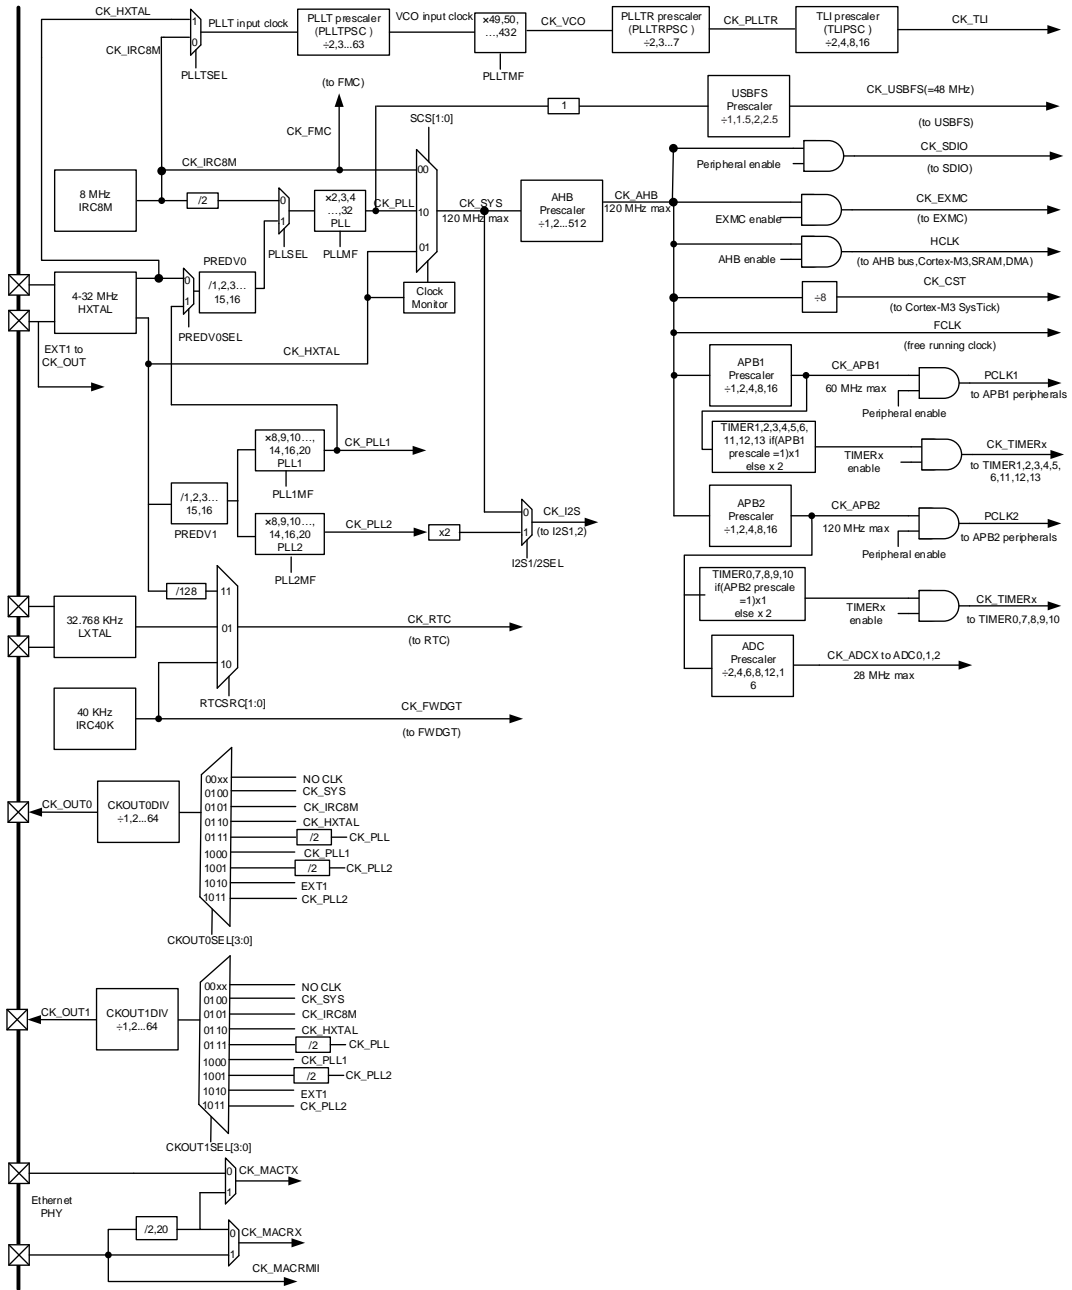 CK_HXTAL
1
0
PLLT input clock
PLLT prescaler
(PLLTPSC )
÷2,3...63
VCO input clock
×49,50,
...,432
CK_VCO
PLLTR prescaler
(PLLTRPSC)
÷2,3...7
CK_PLLTR
TLI prescaler
(TLIPSC )
÷2,4,8,16
CK_TLI
CK_IRC8M
PLLTSEL
PLLTMF
(to FMC)
CK_FMC
SCS[1:0]
1
USBFS
Prescaler
÷1,1.5,2,2.5
CK_USBFS(=48 MHz)
(to USBFS)
CK_IRC8M
00
10
01
Peripheral enable
CK_SDIO
(to SDIO)
8 MHz
IRC8M
/2
0
1
PLLSEL
×2,3,4
...,32
PLL
PLLMF
CK_PLL
CK_SYS
120 MHz max
AHB
Prescaler
÷1,2...512
CK_AHB
120 MHz max
EXMC enable
CK_EXMC
(to EXMC)
AHB enable
HCLK
(to AHB bus,Cortex-M3,SRAM,DMA)
PREDV0
/1,2,3...
15,16
0
1
PREDV0SEL
4-32 MHz
HXTAL
Clock
Monitor
÷8
CK_CST
(to Cortex-M3 SysTick)
FCLK
(free running clock)
EXT1 to
CK_OUT
CK_HXTAL
APB1
Prescaler
÷1,2,4,8,16
CK_APB1
60 MHz max
Peripheral enable
PCLK1
to APB1 peripherals
TIMER1,2,3,4,5,6,
11,12,13 if(APB1
prescale =1)x1
else x 2
TIMERx
enable
CK_TIMERx
to TIMER1,2,3,4,5,
6,11,12,13
×8,9,10...,
14,16,20
PLL1
CK_PLL1
PLL1MF
/1,2,3...
15,16
PREDV1
×8,9,10...,
14,16,20
PLL2
CK_PLL2
PLL2MF
x2
0
1
CK_I2S
(to I2S1,2)
I2S1/2SEL
APB2
Prescaler
÷1,2,4,8,16
CK_APB2
120 MHz max
Peripheral enable
PCLK2
to APB2 peripherals
TIMER0,7,8,9,10
if(APB2 prescale
=1)x1
else x 2
TIMERx
enable
CK_TIMERx
to TIMER0,7,8,9,10
/128
11
01
10
32.768 KHz
LXTAL
CK_RTC
(to RTC)
ADC
Prescaler
÷2,4,6,8,12,1
6
CK_ADCX to ADC0,1,2
28 MHz max
RTCSRC[1:0]
40 KHz
IRC40K
CK_FWDGT
(to FWDGT)
CK_OUT0
CKOUT0DIV
÷1,2...64
00xx NO CLK
0100 CK_SYS
0101 CK_IRC8M
0110 CK_HXTAL
0111 /2 CK_PLL
1000 CK_PLL1
1001 /2 CK_PLL2
1010 EXT1
1011 CK_PLL2
CKOUT0SEL[3:0]
CK_OUT1
CKOUT1DIV
÷1,2...64
00xx NO CLK
0100 CK_SYS
0101 CK_IRC8M
0110 CK_HXTAL
0111 /2 CK_PLL
1000 CK_PLL1
1001 /2 CK_PLL2
1010 EXT1
1011 CK_PLL2
CKOUT1SEL[3:0]
0
1
CK_MACTX
Ethernet
PHY
/2,20
0
1
CK_MACRX
CK_MACRMII